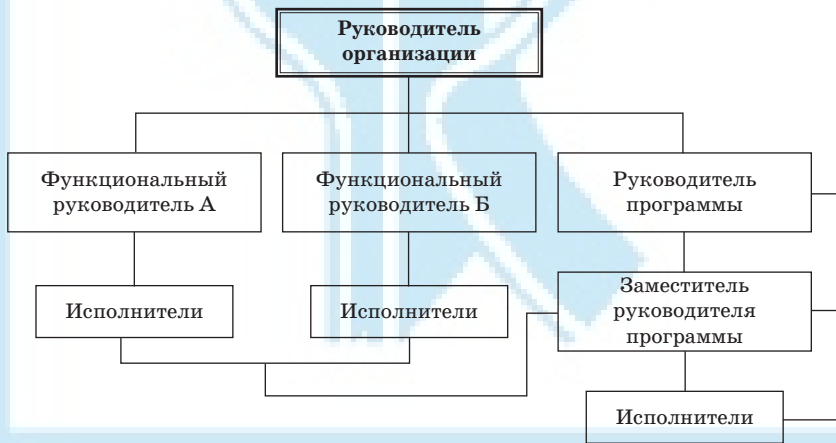 Руководитель
организации
Функциональный
руководитель А
Функциональный
руководитель Б
Руководитель
программы
Исполнители
Исполнители
Заместитель
руководителя
программы
Исполнители